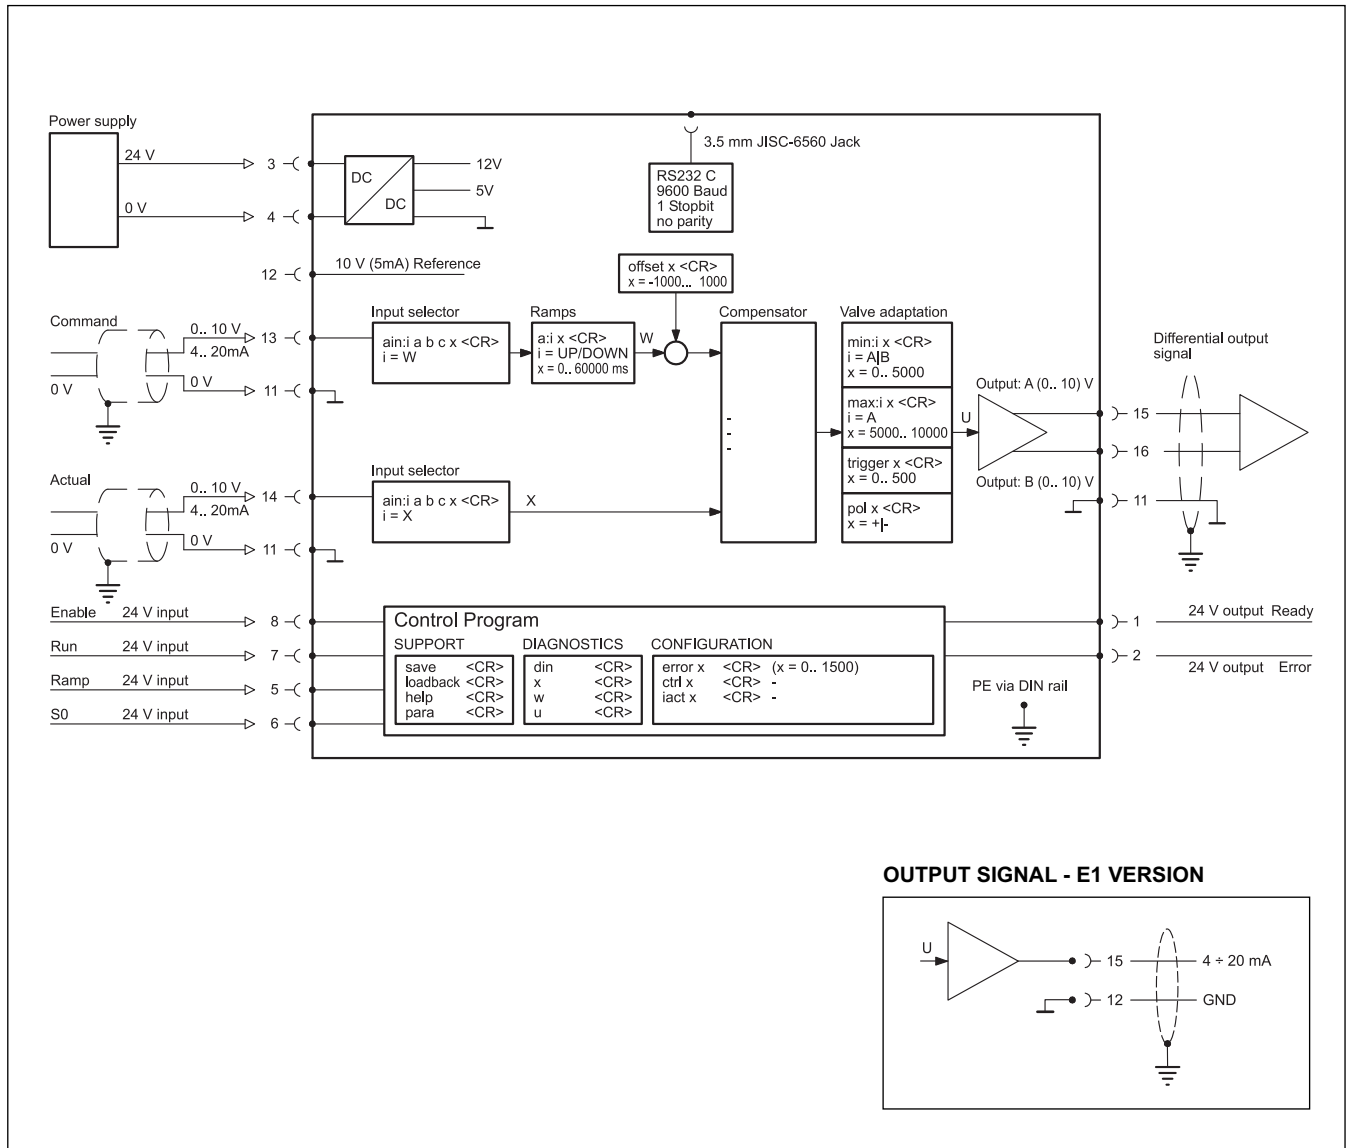 Power supply
24 V
3
0 V
4
DC
DC
12V
5V
3.5 mm JISC-6560 Jack
RS232 C
9600 Baud
1 Stopbit
no parity
12
10 V (5mA) Reference
offset x <CR>
x = -1000... 1000
Command
0.. 10 V
4.. 20mA
0 V
0 V
13
11
Input selector
ain:i a b c x <CR>
i = W
Ramps
a:i x <CR>
i = UP/DOWN
x = 0.. 60000 ms
W
Compensator
-
-
-
Valve adaptation
min:i x <CR>
i = A|B
x = 0.. 5000
max:i x <CR>
i = A
x = 5000.. 10000
trigger x <CR>
x = 0.. 500
pol x <CR>
x = +|-
U
Output: A (0.. 10) V
Output: B (0.. 10) V
15
16
11
Differential output
signal
Actual
0.. 10 V
4.. 20mA
0 V
0 V
14
11
Input selector
ain:i a b c x <CR>
i = X
X
Enable 24 V input 8
Run 24 V input 7
Ramp 24 V input 5
S0 24 V input 6
Control Program
SUPPORT
save <CR>
loadback <CR>
help <CR>
para <CR>
DIAGNOSTICS
din <CR>
x <CR>
w <CR>
u <CR>
CONFIGURATION
error x <CR> (x = 0.. 1500)
ctrl x <CR> -
iact x <CR> -
PE via DIN rail
1 24 V output Ready
2 24 V output Error
OUTPUT SIGNAL - E1 VERSION
U
15 4 ÷ 20 mA
12 GND